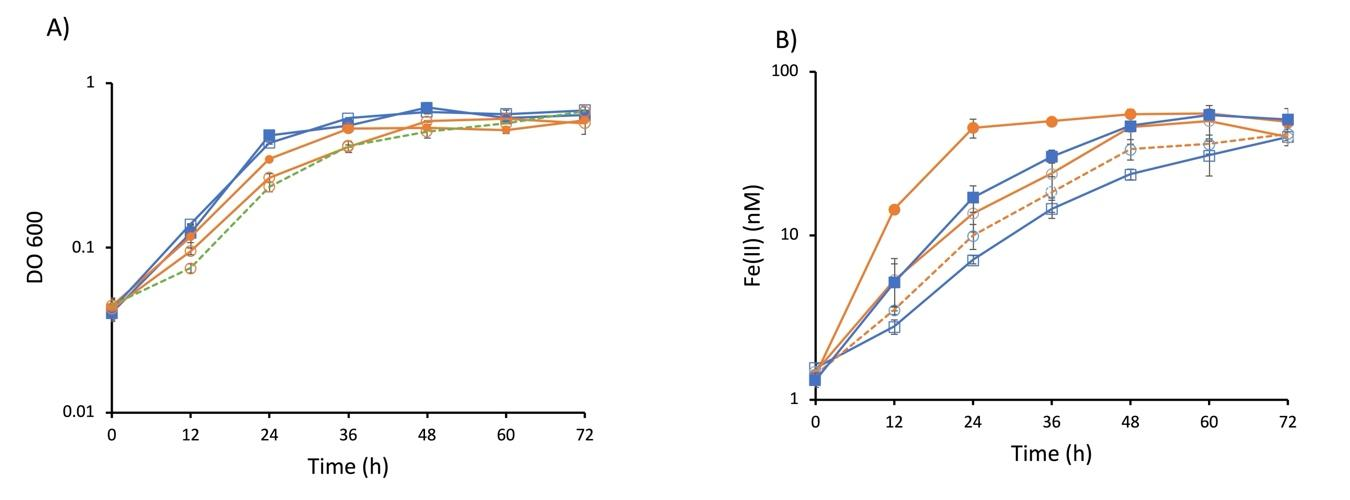 A)
1
0.1
0.01
DO 600
0 12 24 36 48 60 72
Time (h)
B)
100
10
1
Fe(II) (nM)
0 12 24 36 48 60 72
Time (h)